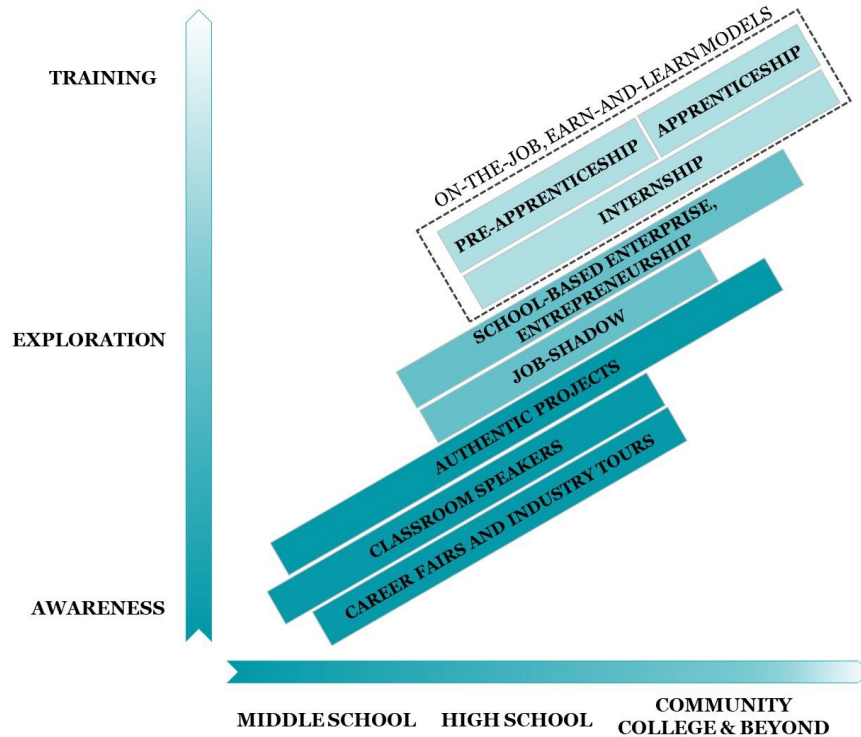 TRAINING
EXPLORATION
AWARENESS
ON-THE-JOB, EARN-AND-LEARN MODELS
PRE-APPRENTICESHIP
APPRENTICESHIP
INTERNSHIP
SCHOOL-BASED ENTERPRISE,
ENTREPRENEURSHIP
JOB-SHADOW
AUTHENTIC PROJECTS
CLASSROOM SPEAKERS
CAREER FAIRS AND INDUSTRY TOURS
MIDDLE SCHOOL
HIGH SCHOOL
COMMUNITY
COLLEGE & BEYOND